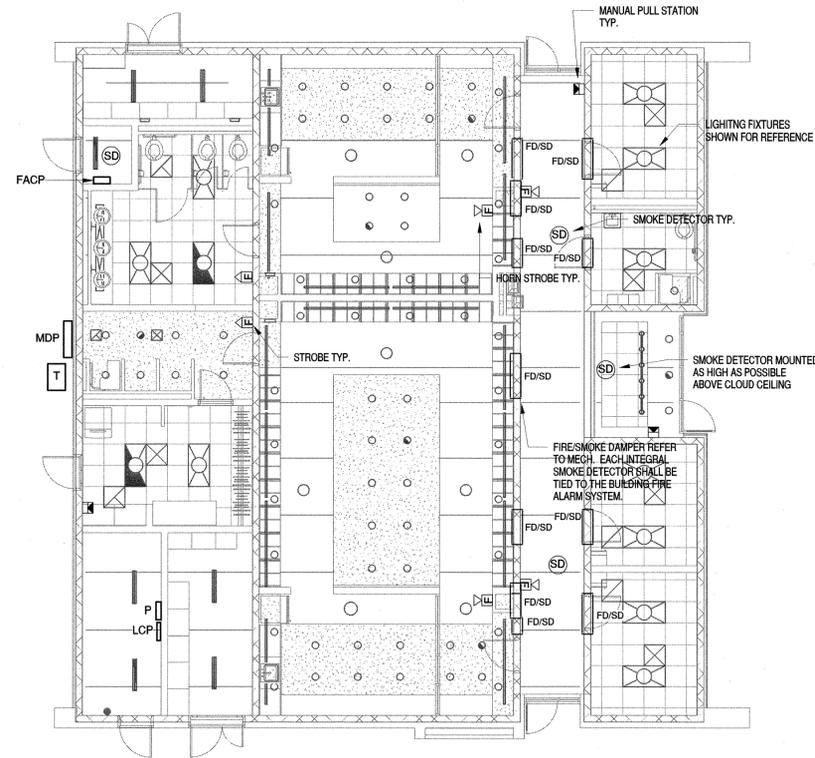 MANUAL PULL STATION
TYP.
LIGHITNG FIXTURES
SHOWN FOR REFERENCE
FD/SD
FD/SD
SD
FACP
FD/SD
F
F
SMOKE DETECTOR TYP.
SD
FD/SD
FD/SD
HORN STROBE TYP.
F
F
MDP
STROBE TYP.
T
SMOKE DETECTOR MOUNTED
AS HIGH AS POSSIBLE
ABOVE CLOUD CEILING
SD
FD/SD
FIRE/SMOKE DAMPER REFER
TO MECH. EACH INTEGRAL
SMOKE DETECTOR SHALL BE
TIED TO THE BUILDING FIRE
ALARM SYSTEM.
FD/SD
FD/SD
SD
F
F
FD/SD
P
LCP
FD/SD
FD/SD